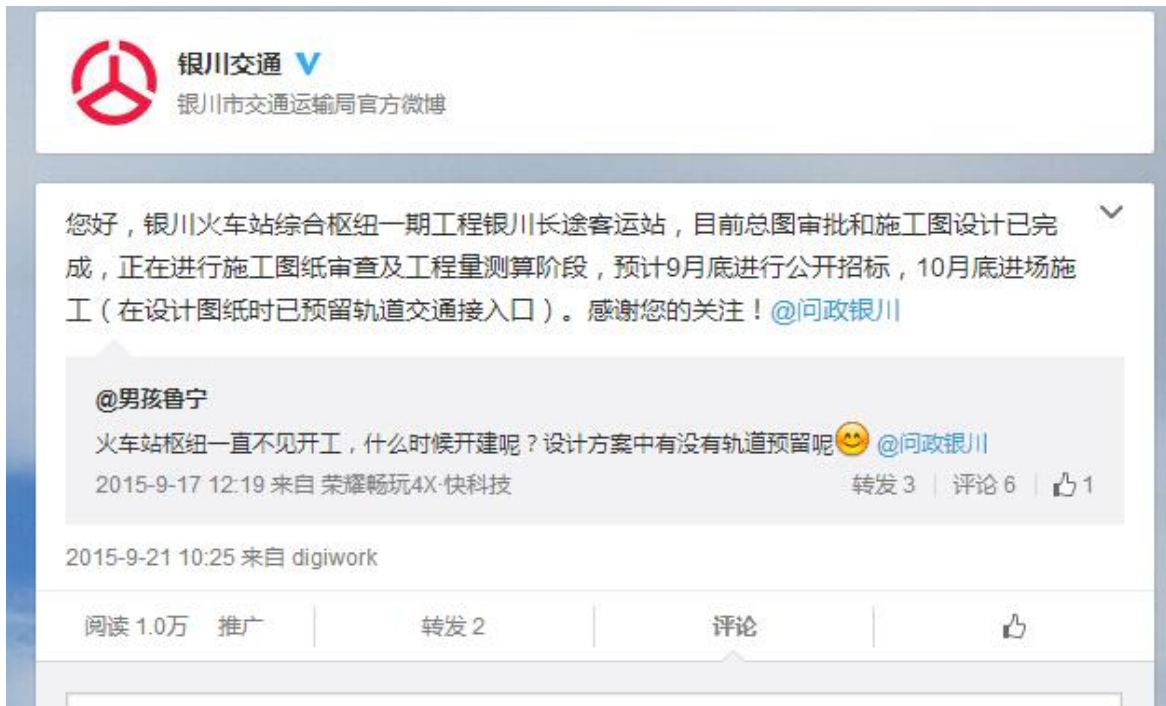 银川交通
银川市交通运输局官方微博
您好，银川火车站综合枢纽一期工程银川长途客运站，目前总图审批和施工图设计已完
成，正在进行施工图纸审查及工程量测算阶段，预计9月底进行公开招标，10月底进场施
工（在设计图纸时已预留轨道交通接入口）。感谢您的关注！@问政银川
@男孩鲁宁
火车站枢纽一直不见开工，什么时候开建呢？设计方案中有没有轨道预留呢 @问政银川
2015-9-17 12:19 来自 荣耀畅玩4X·快科技 转发 3 评论 6 1
2015-9-21 10:25 来自 digiwork
阅读 1.0万 推广 转发 2 评论